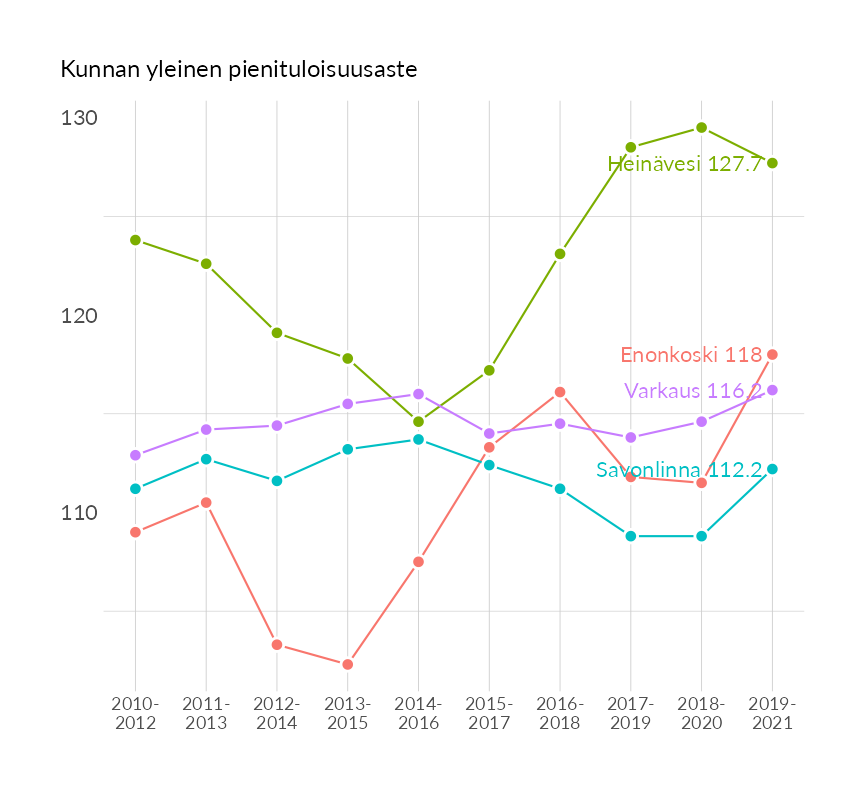 Kunnan yleinen pienituloisuusaste
130
Heinävesi 127.7
120
Enonkoski 118
Varkaus 116.2
Savonlinna 112.2
110
2010- 2011- 2012- 2013- 2014- 2015- 2016- 2017- 2018- 2019-
2012 2013 2014 2015 2016 2017 2018 2019 2020 2021